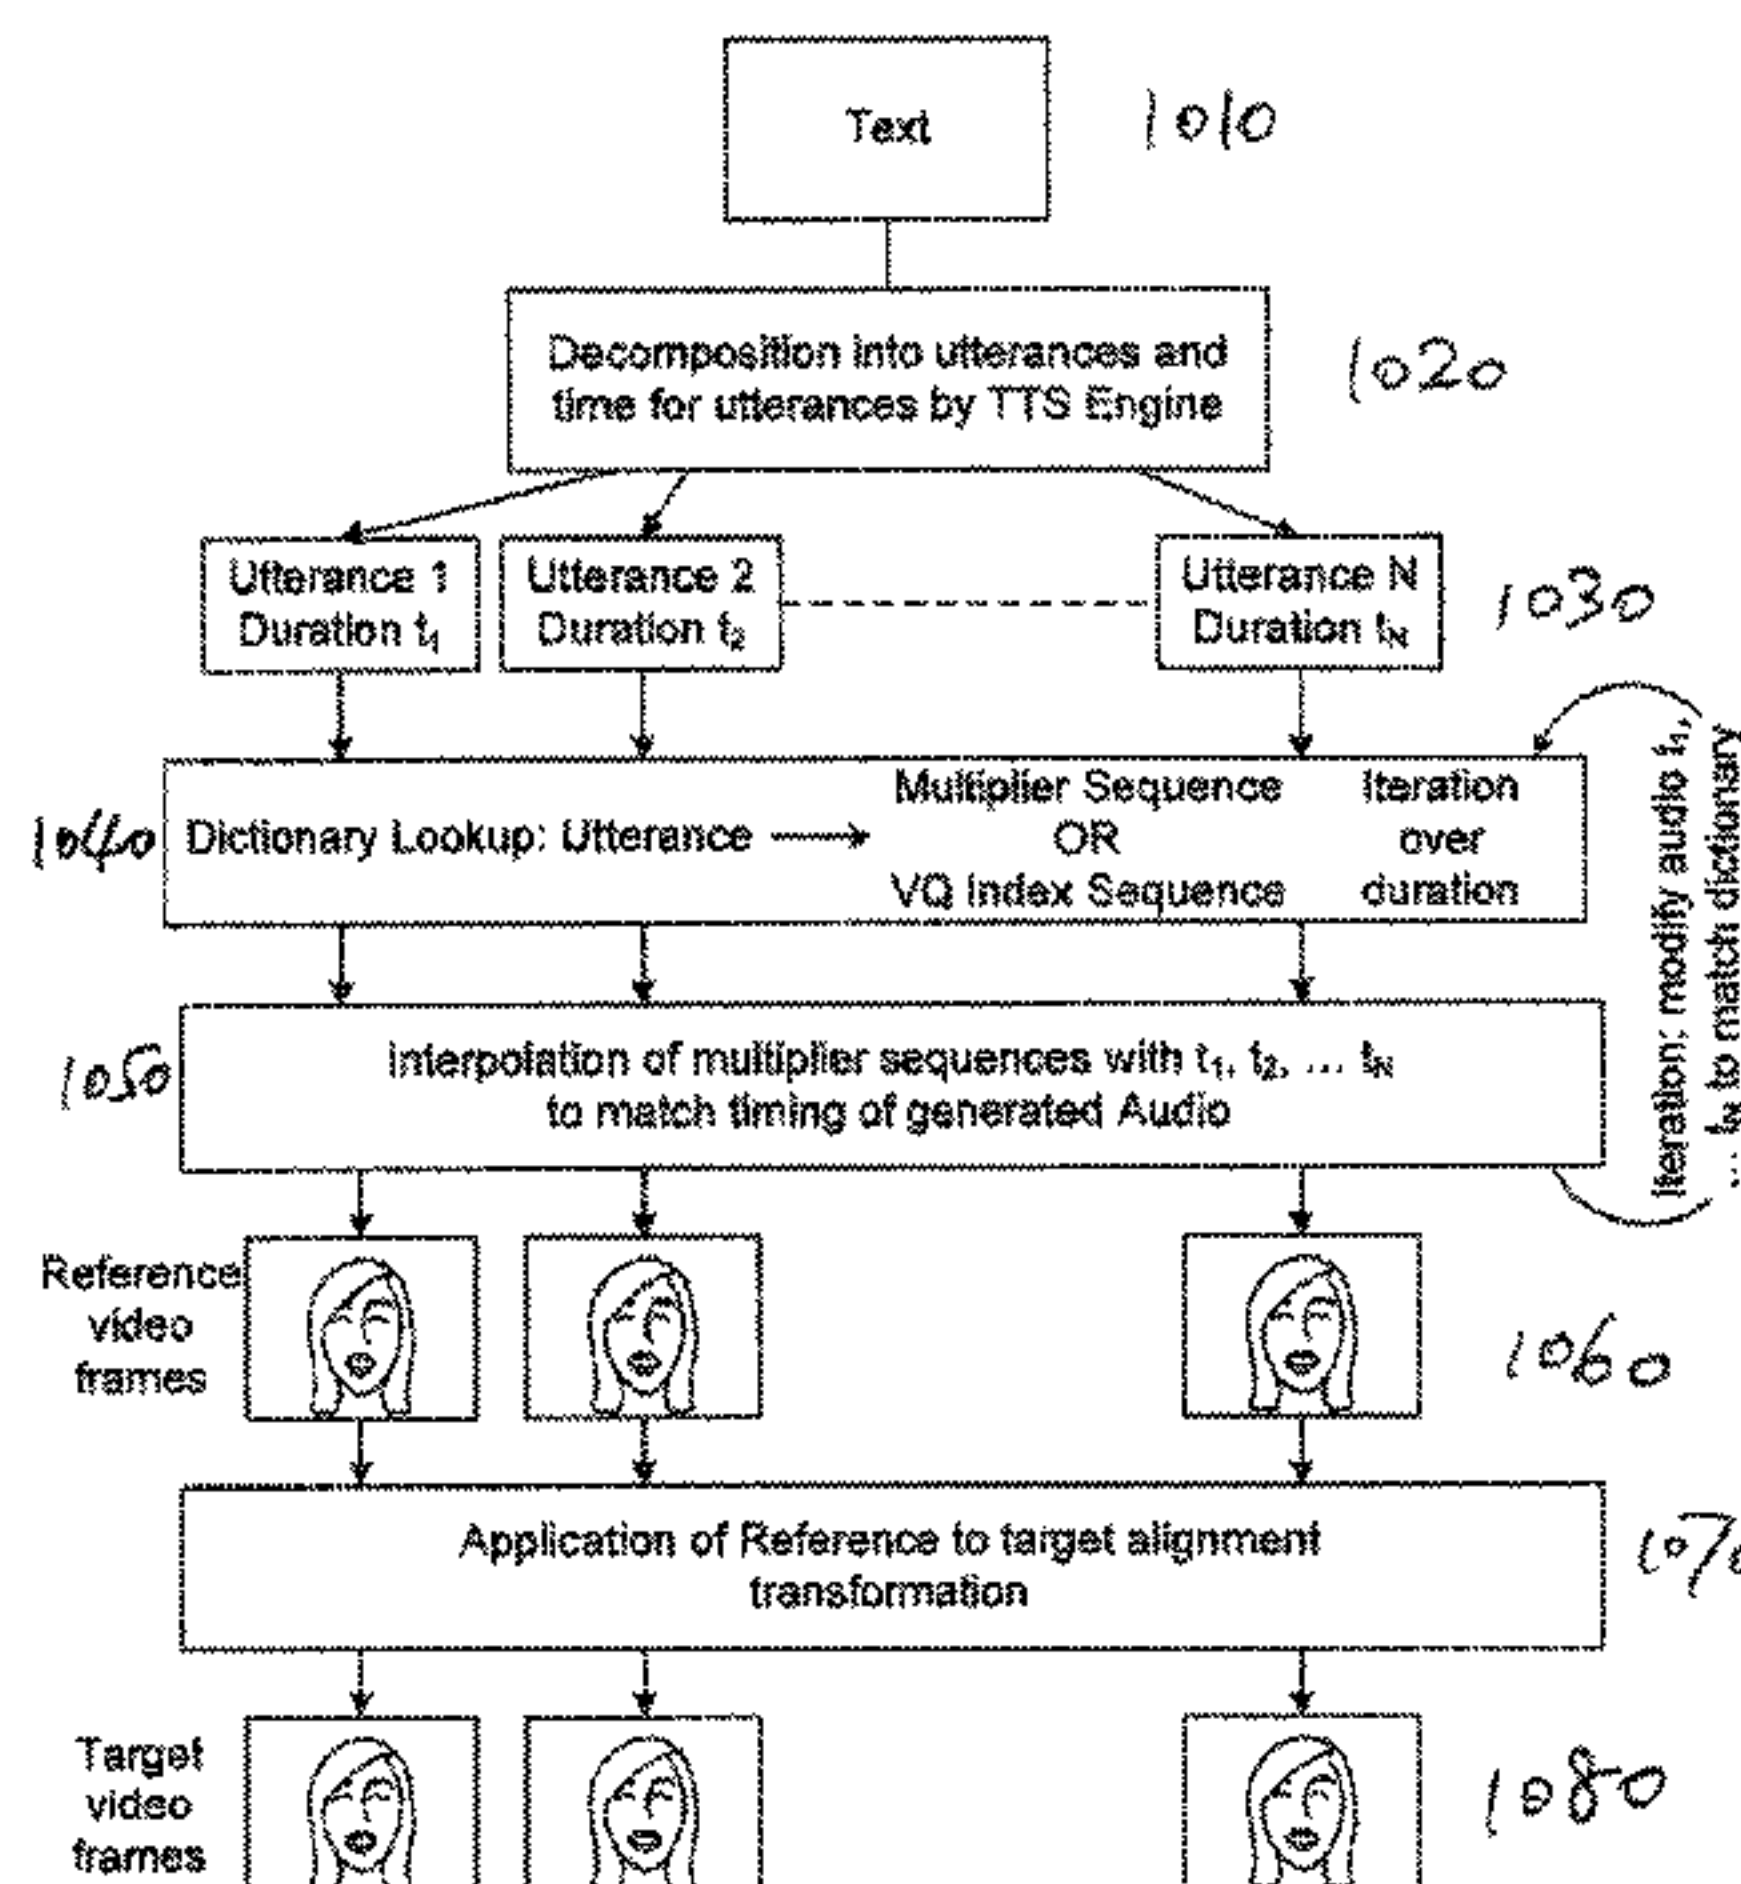 Text
1010
Decomposition into utterances and
time for utterances by TTS Engine
1020
Utterance 1
Duration t₁
Utterance 2
Duration t₂
Utterance N
Duration tN
1030
1040
Dictionary Lookup: Utterance
Multiplier Sequence
OR
VQ Index Sequence
Iteration
over
duration
Iteration: modify audio t₁,
... tN to match dictionary
1050
Interpolation of multiplier sequences with t₁, t₂, ... tN
to match timing of generated Audio
Reference
video
frames
1060
Application of Reference to target alignment
transformation
Target
video
frames
1080